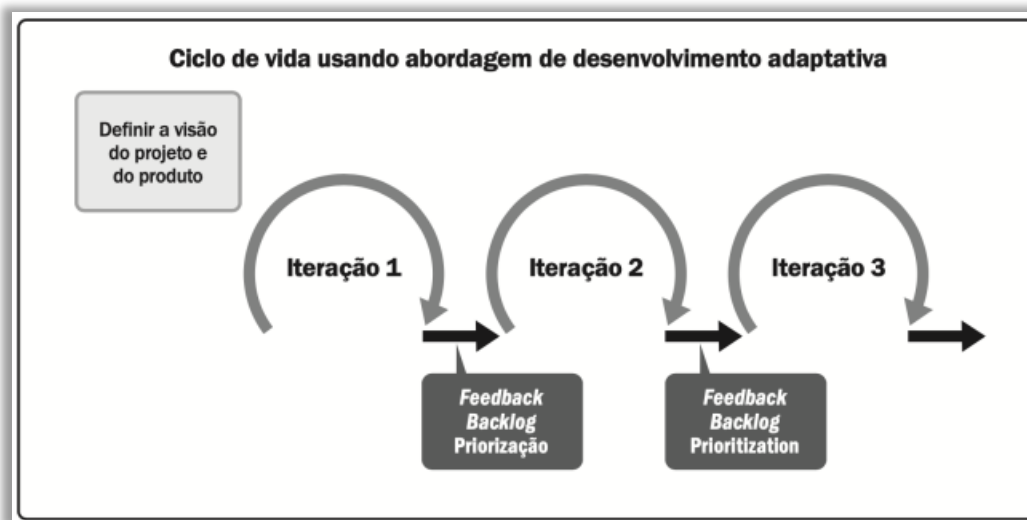 Ciclo de vida usando abordagem de desenvolvimento adaptativa
Definir a visão
do projeto e
do produto
Iteração 1
Iteração 2
Iteração 3
Feedback
Backlog
Priorização
Feedback
Backlog
Prioritization